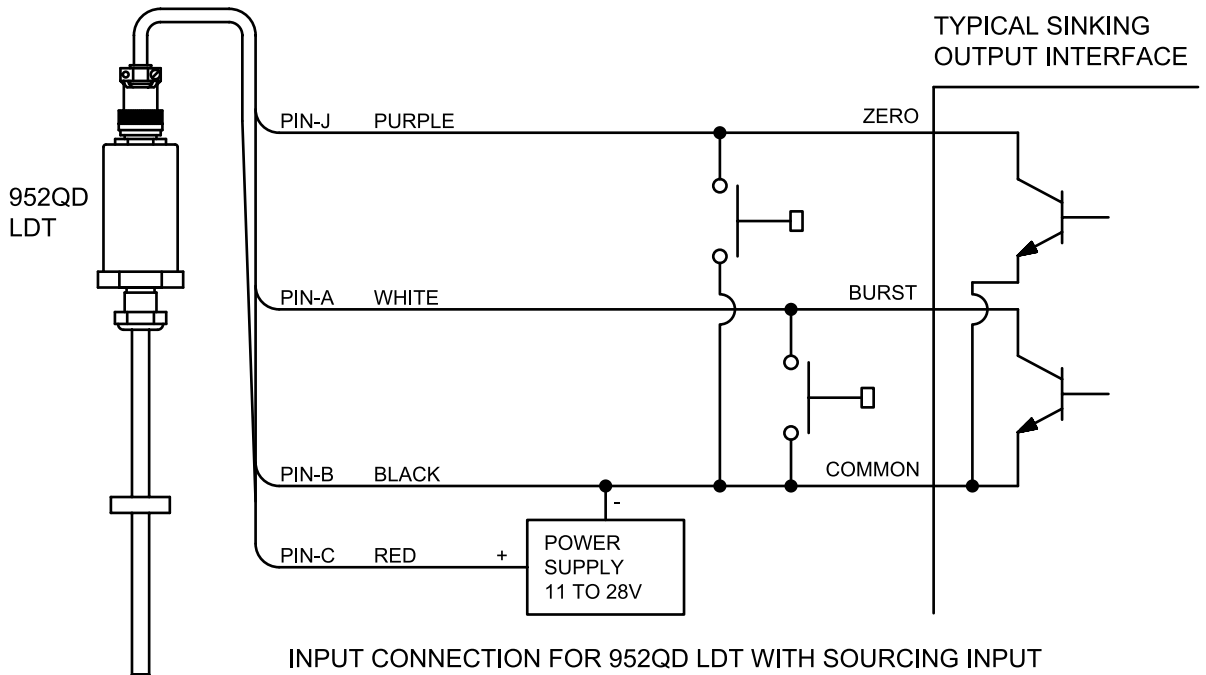 TYPICAL SINKING
OUTPUT INTERFACE
PIN-J PURPLE ZERO
952QD
LDT
PIN-A WHITE BURST
PIN-B BLACK COMMON
-
PIN-C RED +
POWER
SUPPLY
11 TO 28V
INPUT CONNECTION FOR 952QD LDT WITH SOURCING INPUT